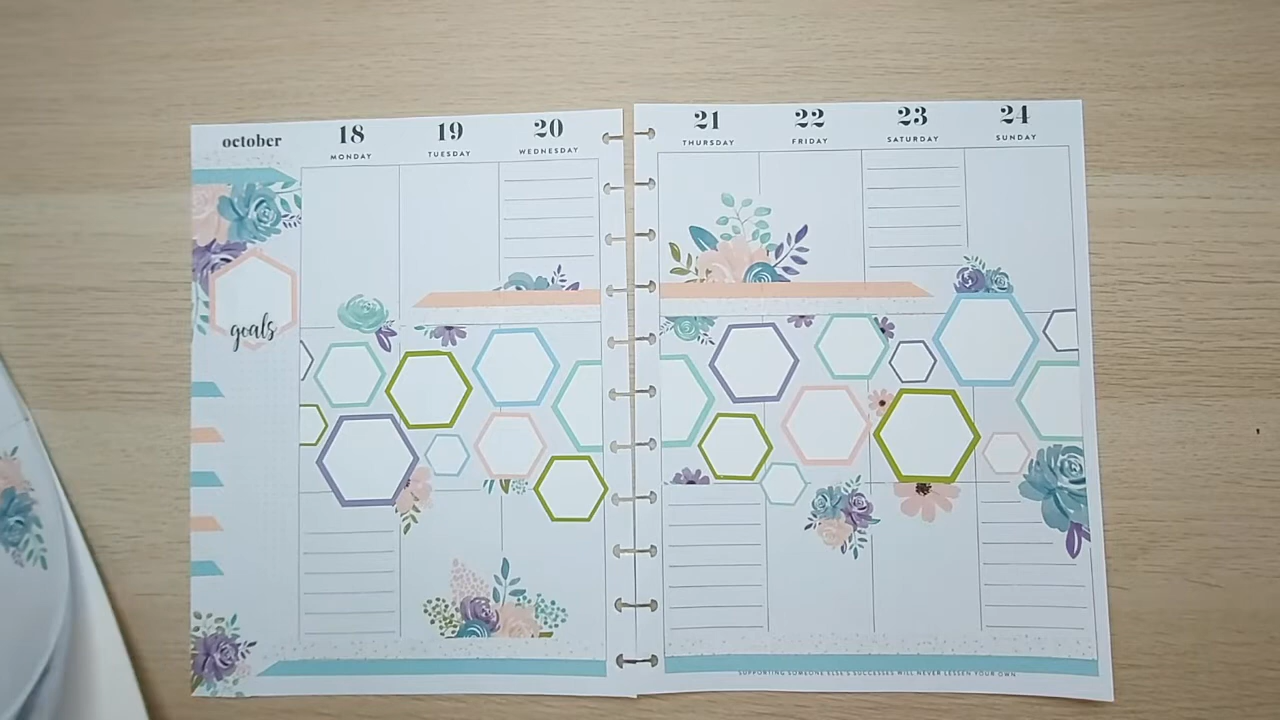 october
18
MONDAY
19
TUESDAY
20
WEDNESDAY
21
THURSDAY
22
FRIDAY
23
SATURDAY
24
SUNDAY
goals
SUPPORTING SOMEONE ELSE'S SUCCESSES WILL NEVER LESSEN YOUR OWN